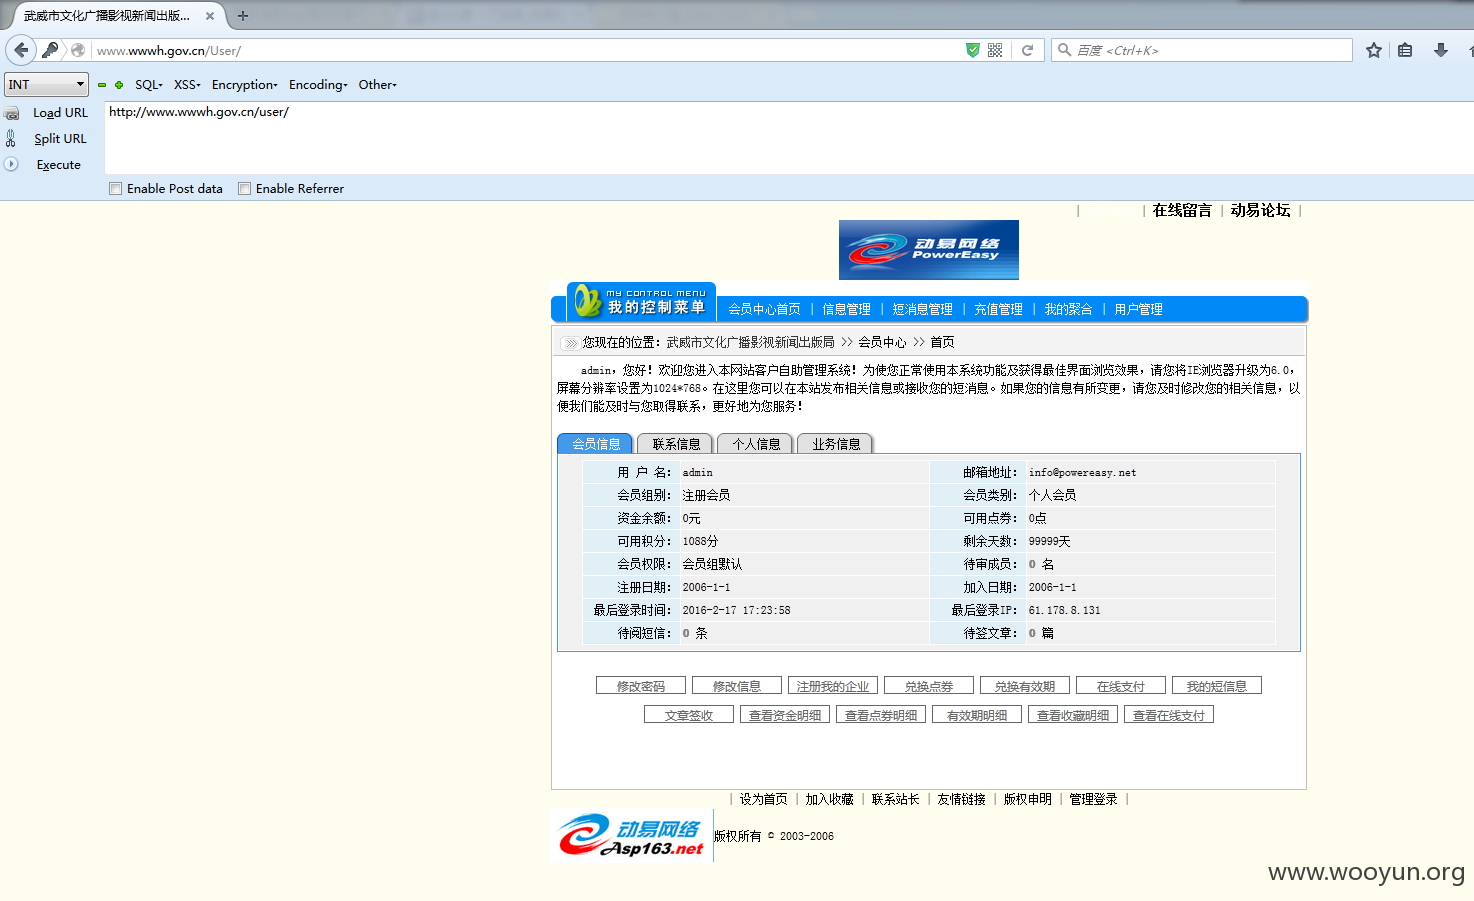 武威市文化广播影视新闻出版...
www.wwwh.gov.cn/User/
百度 <Ctrl+K>
INT SQL XSS Encryption Encoding Other
Load URL http://www.wwwh.gov.cn/user/
Split URL
Execute
Enable Post data Enable Referrer
| | 在线留言 | 动易论坛 |
动易网络
PowerEasy
MY CONTROL MENU
我的控制菜单 会员中心首页 | 信息管理 | 短消息管理 | 充值管理 | 我的聚合 | 用户管理
您现在的位置：武威市文化广播影视新闻出版局 >> 会员中心 >> 首页
admin，您好！欢迎您进入本网站客户自助管理系统！为使您正常使用本系统功能及获得最佳界面浏览效果，请您将IE浏览器升级为6.0，
屏幕分辨率设置为1024*768。在这里您可以在本站发布相关信息或接收您的短消息。如果您的信息有所变更，请您及时修改您的相关信息，以
便我们能及时与您取得联系，更好地为您服务！
会员信息 联系信息 个人信息 业务信息
用 户 名： admin 邮箱地址： info@powereasy.net
会员组别： 注册会员 会员类别： 个人会员
资金余额： 0元 可用点券： 0点
可用积分： 1088分 剩余天数： 99999天
会员权限： 会员组默认 待审成员： 0 名
注册日期： 2006-1-1 加入日期： 2006-1-1
最后登录时间： 2016-2-17 17:23:58 最后登录IP： 61.178.8.131
待阅短信： 0 条 待签文章： 0 篇
修改密码 修改信息 注册我的企业 兑换点券 兑换有效期 在线支付 我的短信息
文章签收 查看资金明细 查看点券明细 有效期明细 查看收藏明细 查看在线支付
| 设为首页 | 加入收藏 | 联系站长 | 友情链接 | 版权申明 | 管理登录 |
动易网络
Asp163.net
版权所有 © 2003-2006
www.wooyun.org